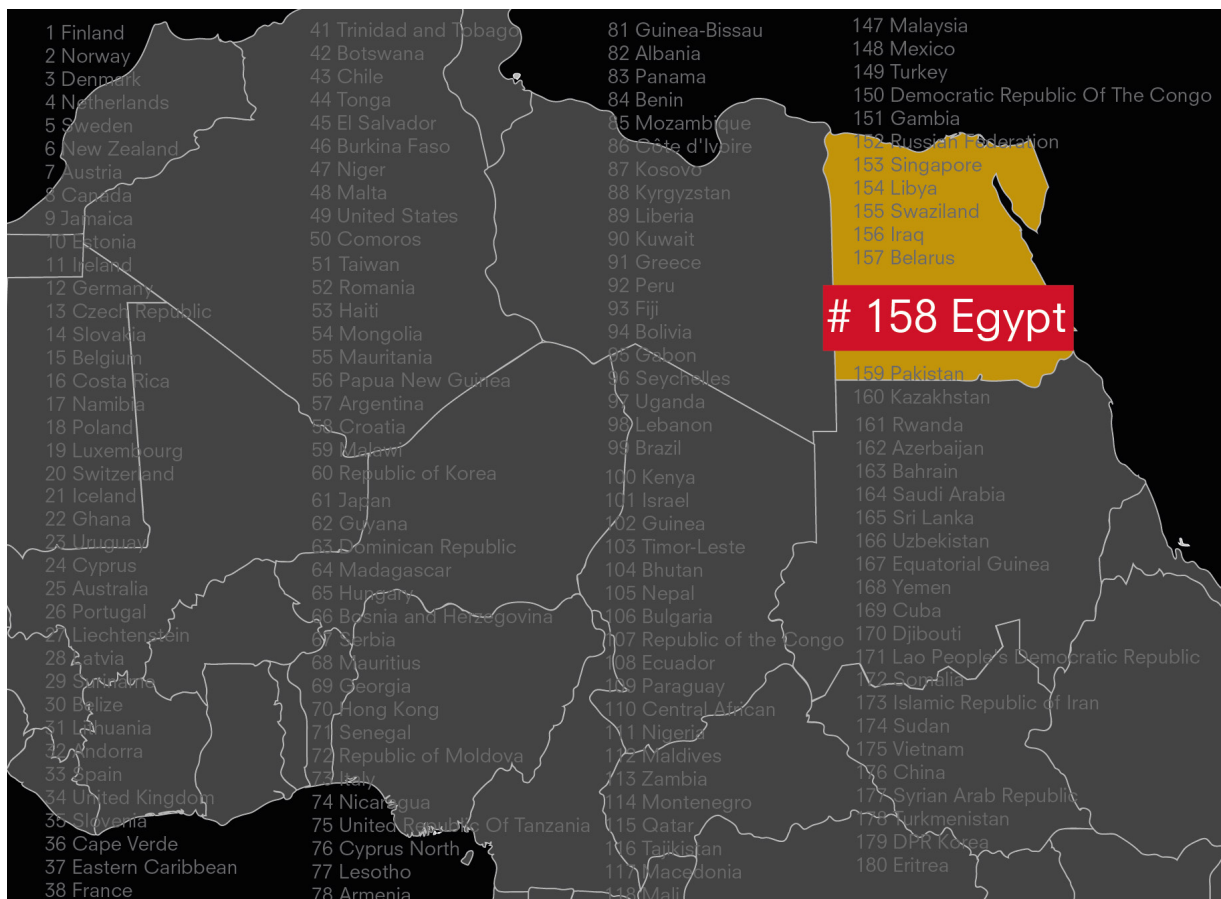 1 Finland
2 Norway
3 Denmark
4 Netherlands
5 Sweden
6 New Zealand
7 Austria
8 Canada
9 Jamaica
10 Estonia
11 Ireland
12 Germany
13 Czech Republic
14 Slovakia
15 Belgium
16 Costa Rica
17 Namibia
18 Poland
19 Luxembourg
20 Switzerland
21 Iceland
22 Ghana
23 Uruguay
24 Cyprus
25 Australia
26 Portugal
27 Liechtenstein
28 Latvia
29 Suriname
30 Belize
31 Lithuania
32 Andorra
33 Spain
34 United Kingdom
35 Slovenia
36 Cape Verde
37 Eastern Caribbean
38 France
41 Trinidad and Tobago
42 Botswana
43 Chile
44 Tonga
45 El Salvador
46 Burkina Faso
47 Niger
48 Malta
49 United States
50 Comoros
51 Taiwan
52 Romania
53 Haiti
54 Mongolia
55 Mauritania
56 Papua New Guinea
57 Argentina
58 Croatia
59 Malawi
60 Republic of Korea
61 Japan
62 Guyana
63 Dominican Republic
64 Madagascar
65 Hungary
66 Bosnia and Herzegovina
67 Serbia
68 Mauritius
69 Georgia
70 Hong Kong
71 Senegal
72 Republic of Moldova
73 Italy
74 Nicaragua
75 United Republic Of Tanzania
76 Cyprus North
77 Lesotho
78 Armenia
81 Guinea-Bissau
82 Albania
83 Panama
84 Benin
85 Mozambique
86 Côte d'Ivoire
87 Kosovo
88 Kyrgyzstan
89 Liberia
90 Kuwait
91 Greece
92 Peru
93 Fiji
94 Bolivia
95 Gabon
96 Seychelles
97 Uganda
98 Lebanon
99 Brazil
100 Kenya
101 Israel
102 Guinea
103 Timor-Leste
104 Bhutan
105 Nepal
106 Bulgaria
107 Republic of the Congo
108 Ecuador
109 Paraguay
110 Central African
111 Nigeria
112 Maldives
113 Zambia
114 Montenegro
115 Qatar
116 Tajikistan
117 Macedonia
118 Mali
147 Malaysia
148 Mexico
149 Turkey
150 Democratic Republic Of The Congo
151 Gambia
152 Russian Federation
153 Singapore
154 Libya
155 Swaziland
156 Iraq
157 Belarus
# 158 Egypt
159 Pakistan
160 Kazakhstan
161 Rwanda
162 Azerbaijan
163 Bahrain
164 Saudi Arabia
165 Sri Lanka
166 Uzbekistan
167 Equatorial Guinea
168 Yemen
169 Cuba
170 Djibouti
171 Lao People's Democratic Republic
172 Somalia
173 Islamic Republic of Iran
174 Sudan
175 Vietnam
176 China
177 Syrian Arab Republic
178 Turkmenistan
179 DPR Korea
180 Eritrea